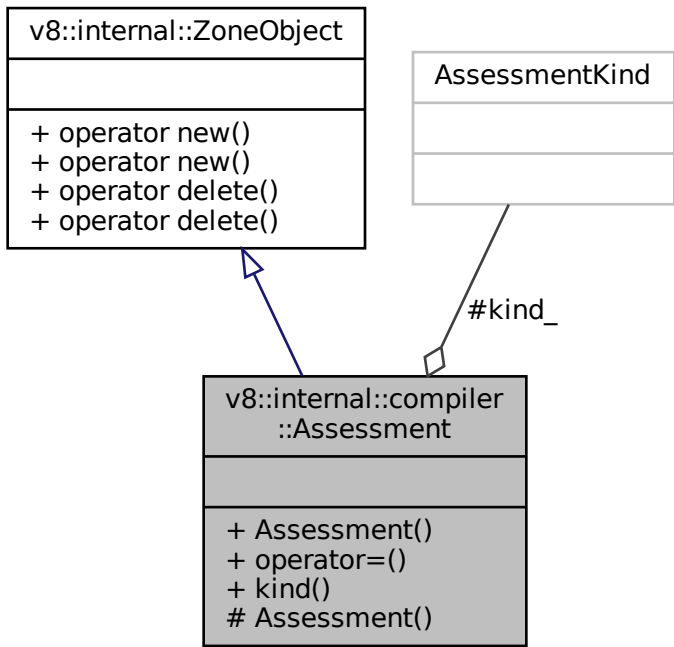 v8::internal::ZoneObject
+ operator new()
+ operator new()
+ operator delete()
+ operator delete()
AssessmentKind
#kind_
v8::internal::compiler
::Assessment
+ Assessment()
+ operator=()
+ kind()
# Assessment()